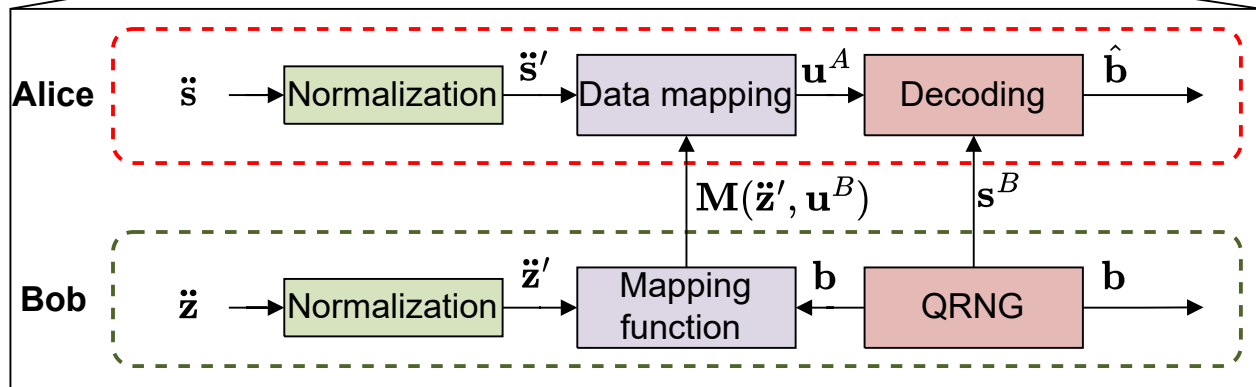 Alice
s̈
Normalization
s̈′
Data mapping
u^A
Decoding
b̂
M(z̈′, u^B)
s^B
Bob
z̈
Normalization
z̈′
Mapping
function
b
QRNG
b